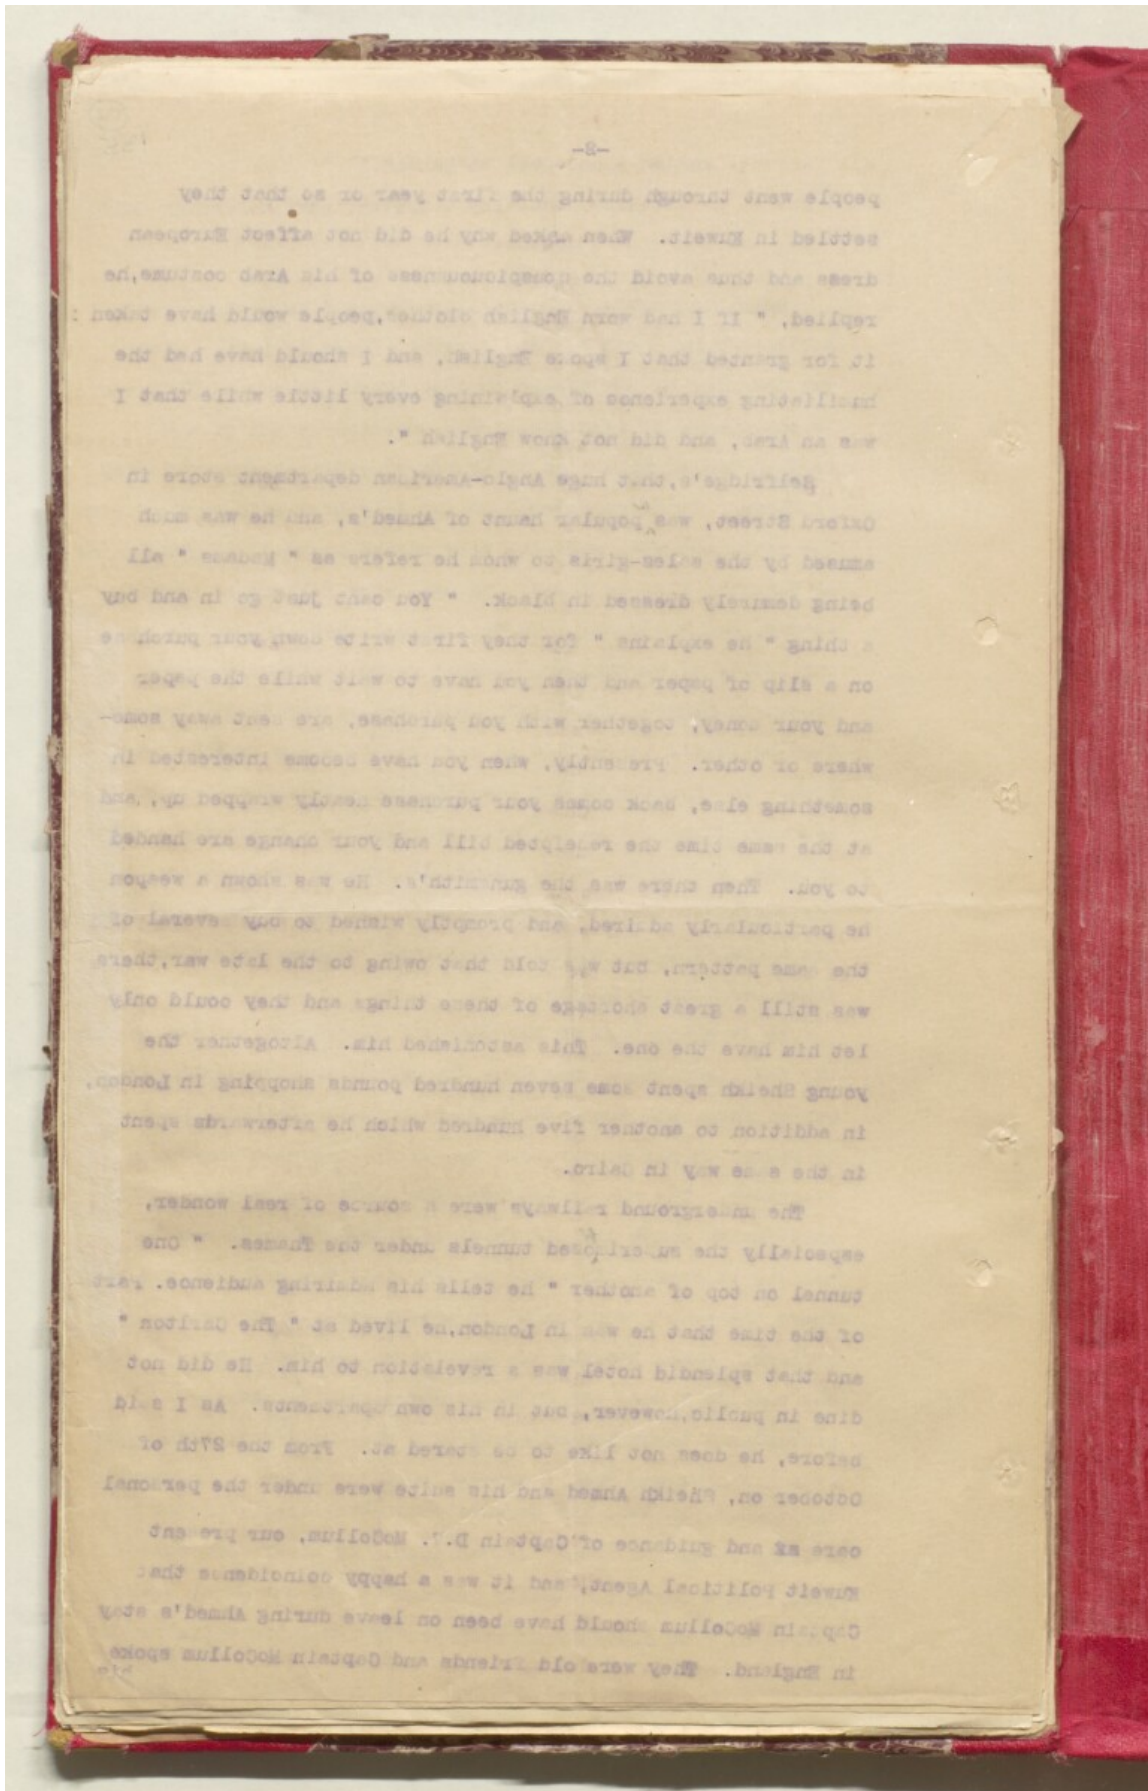 -8-
people went through during the first year or so that they
settled in Kuweit. When asked why he did not affect European
dress and thus avoid the conspicuousness of his Arab costume,he
replied, " If I had worn English clothes,people would have taken
it for granted that I spoke English, and I should have had the
humiliating experience of explaining every little while that I
was an Arab, and did not know English ".
Selfridge's,that huge Anglo-American department store in
Oxford Street, was popular haunt of Ahmed's, and he was much
amused by the sales-girls to whom he refers as " Madams " all
being demurely dressed in black. " You cant just go in and buy
a thing " he explains " for they first write down your purchase
on a slip of paper and then you have to wait while the paper
and your money, together with you purchase, are sent away some-
where or other. Presently, when you have become interested in
something else, back comes your purchase neatly wrapped up, and
at the same time the receipted bill and your change are handed
to you. Then there was the gunsmith's. He was shown a weapon
he particularly admired, and promptly wished to buy several of
the same pattern, but was told that owing to the late war,there
was still a great shortage of these things and they could only
let him have the one. This astonished him. Altogether the
young Sheikh spent some seven hundred pounds shopping in London,
in addition to another five hundred which he afterwards spent
in the same way in Cairo.
The underground railways were a source of real wonder,
especially the superimposed tunnels under the Thames. " One
tunnel on top of another " he tells his admiring audience. Part
of the time that he was in London,he lived at " The Carlton "
and that splendid hotel was a revelation to him. He did not
dine in public,however, but in his own apartments. As I said
before, he does not like to be stared at. From the 27th of
October on, Sheikh Ahmed and his suite were under the personal
care and guidance of Captain D. McCollum, our present
Kuweit Political Agent, and it was a happy coincidence that
Captain McCollum should have been on leave during Ahmed's stay
in England. They were old friends and Captain McCollum spoke